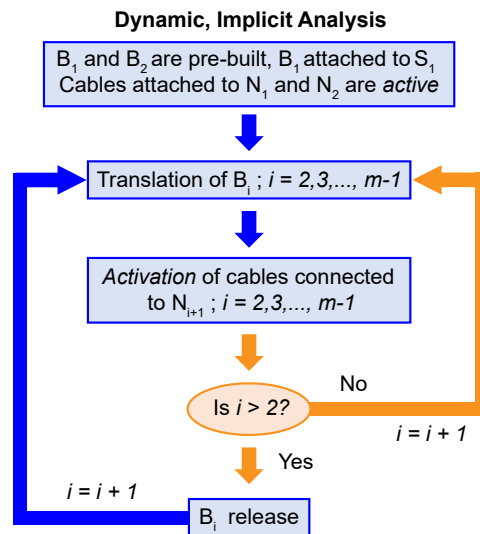 Dynamic, Implicit Analysis
B₁ and B₂ are pre-built, B₁ attached to S₁
Cables attached to N₁ and N₂ are active
Translation of Bᵢ ; i = 2,3,..., m-1
Activation of cables connected
to Nᵢ₊₁ ; i = 2,3,..., m-1
Is i > 2?
No
i = i + 1
Yes
i = i + 1
Bᵢ release